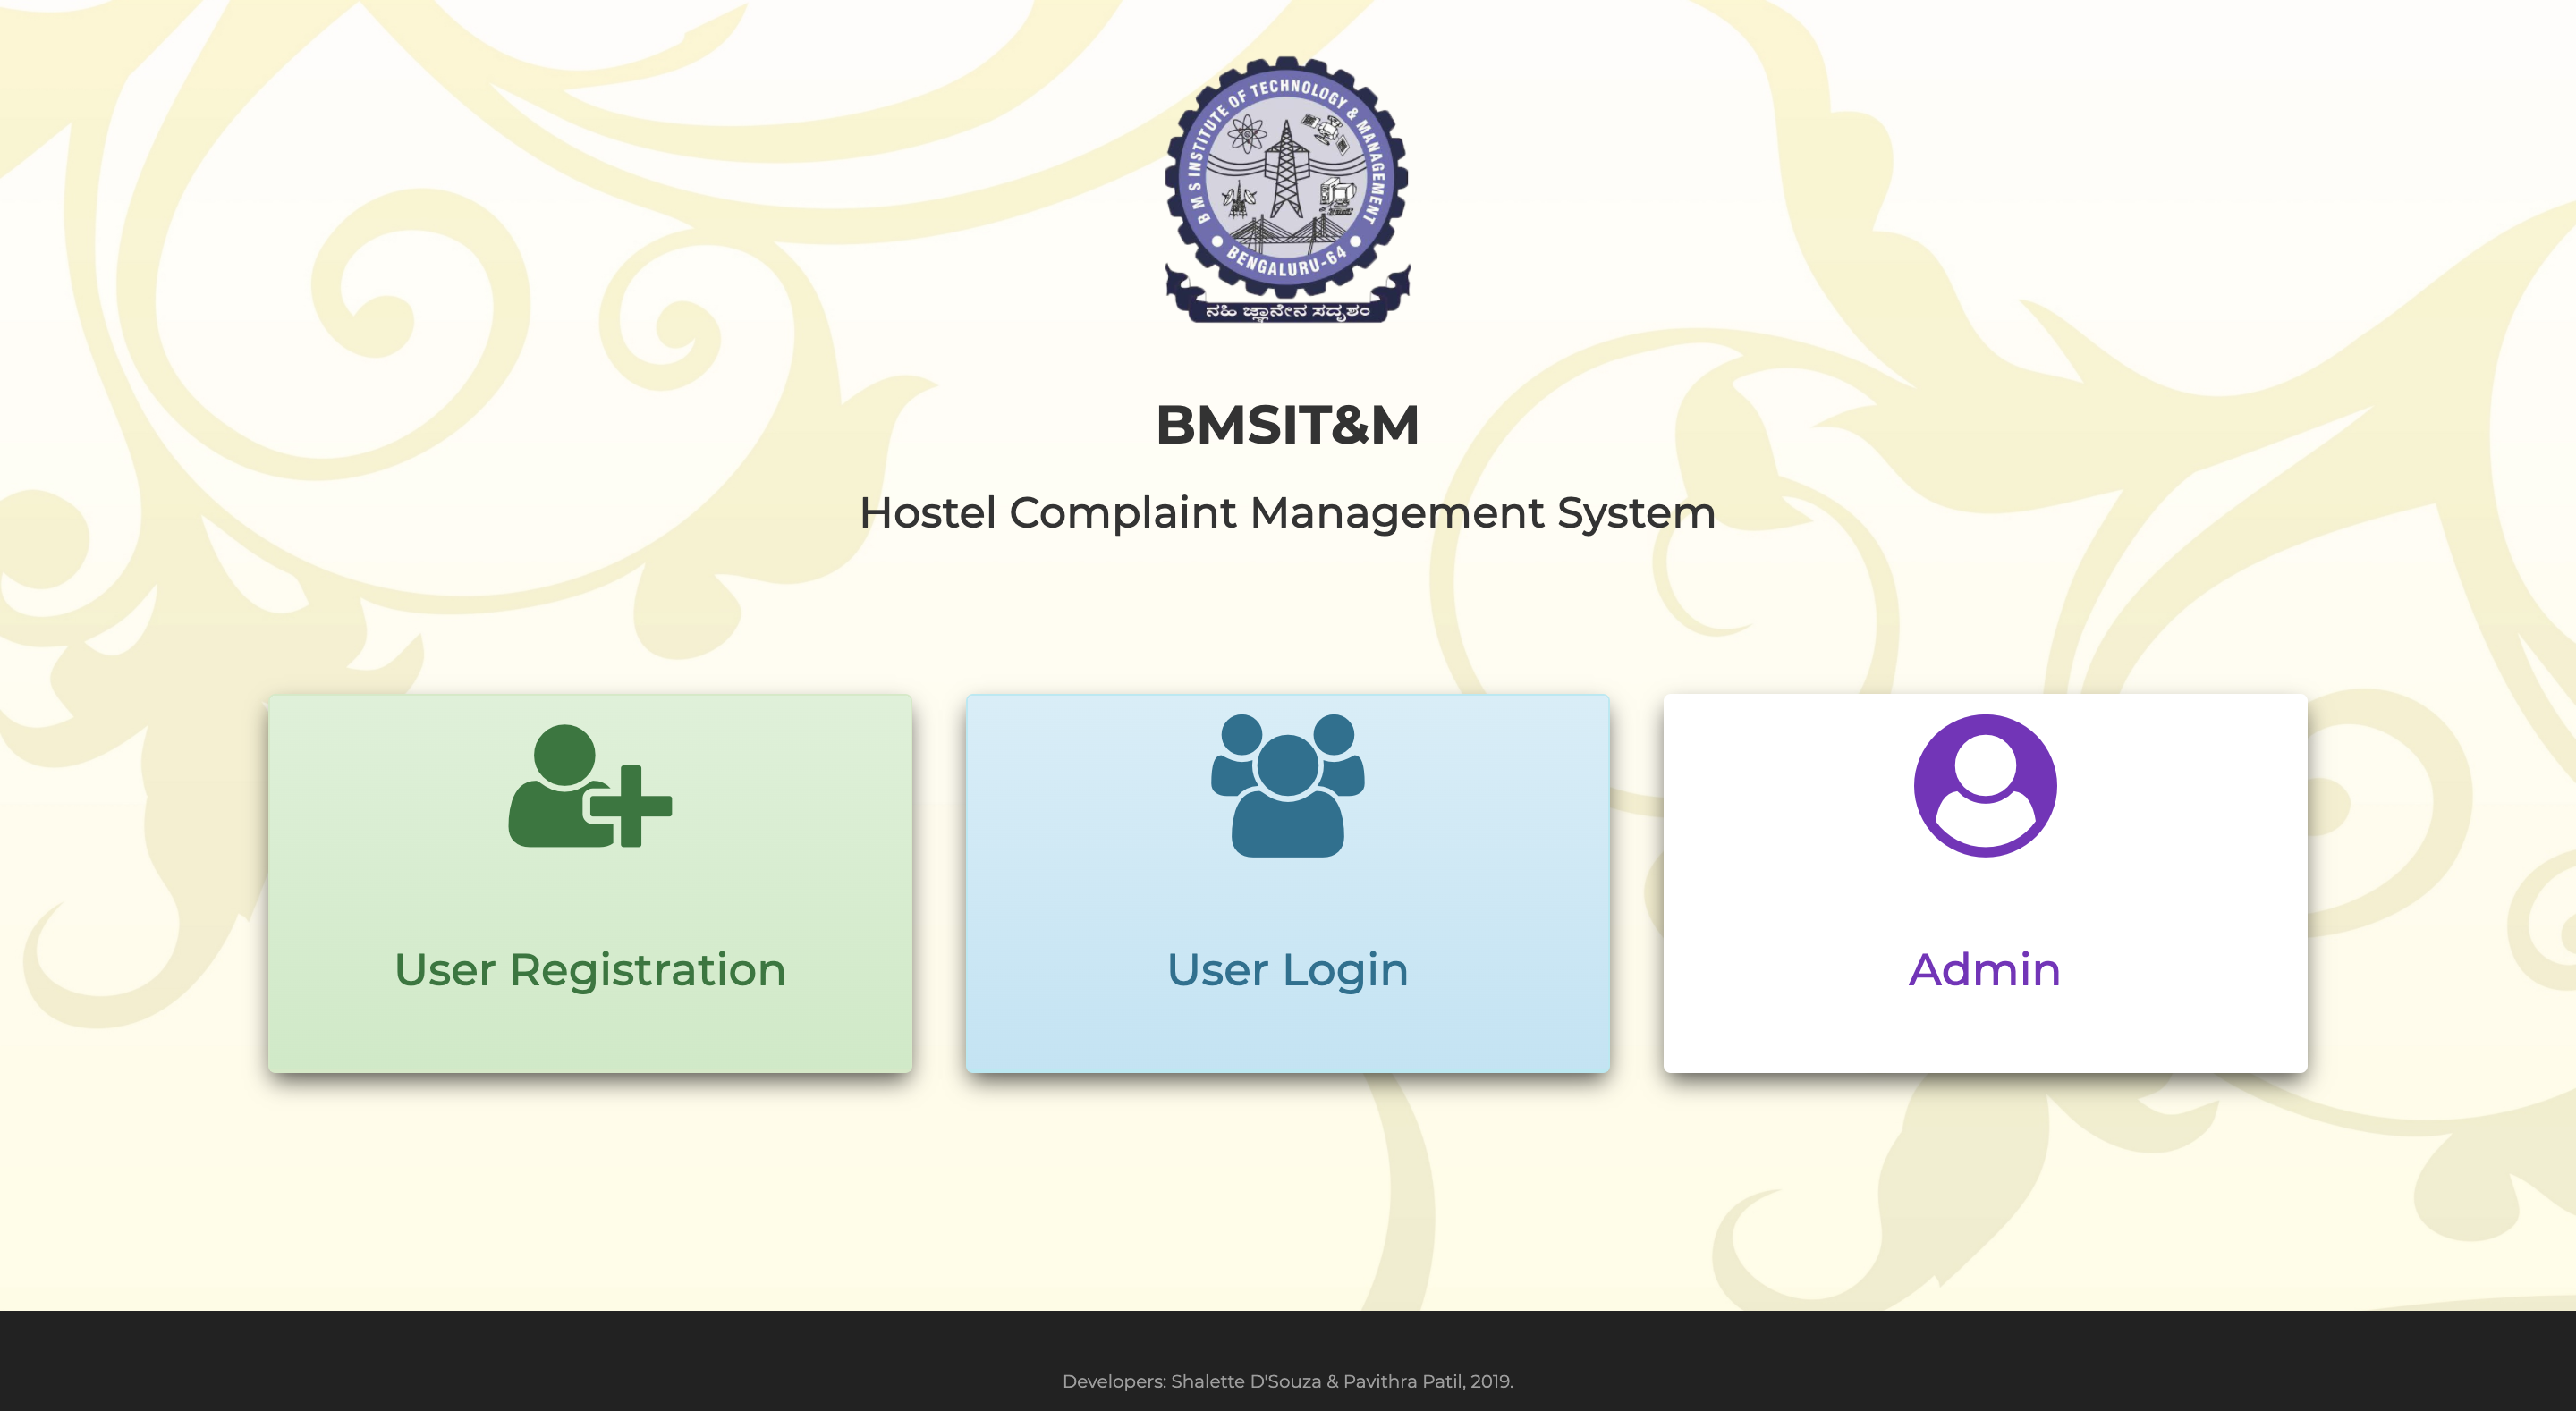 B M S INSTITUTE OF TECHNOLOGY & MANAGEMENT
BENGALURU-64
ನಹಿ ಜ್ಞಾನೇನ ಸದೃಶಂ
BMSIT&M
Hostel Complaint Management System
User Registration
User Login
Admin
Developers: Shalette D'Souza & Pavithra Patil, 2019.